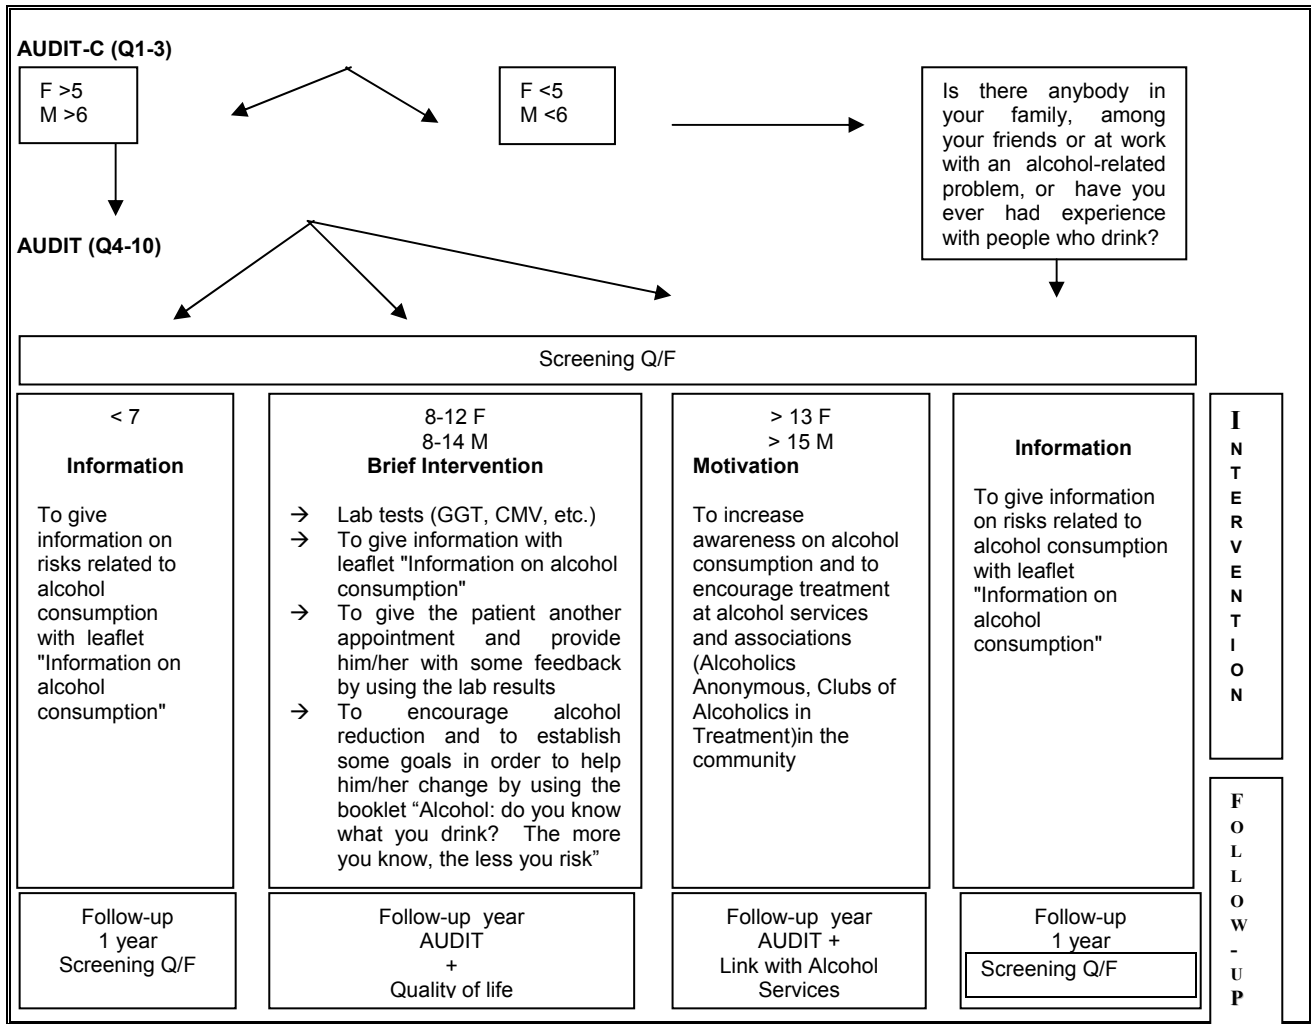 AUDIT-C (Q1-3)
F >5
M >6
F <5
M <6
Is there anybody in
your family, among
your friends or at work
with an alcohol-related
problem, or have you
ever had experience
with people who drink?
AUDIT (Q4-10)
Screening Q/F
< 7
Information
To give
information on
risks related to
alcohol
consumption
with leaflet
"Information on
alcohol
consumption"
8-12 F
8-14 M
Brief Intervention
→ Lab tests (GGT, CMV, etc.)
→ To give information with
leaflet "Information on alcohol
consumption"
→ To give the patient another
appointment and provide
him/her with some feedback
by using the lab results
→ To encourage alcohol
reduction and to establish
some goals in order to help
him/her change by using the
booklet “Alcohol: do you know
what you drink? The more
you know, the less you risk”
> 13 F
> 15 M
Motivation
To increase
awareness on alcohol
consumption and to
encourage treatment
at alcohol services
and associations
(Alcoholics
Anonymous, Clubs of
Alcoholics in
Treatment)in the
community
Information
To give information
on risks related to
alcohol consumption
with leaflet
"Information on
alcohol
consumption"
INTERVENTION
Follow-up
1 year
Screening Q/F
Follow-up year
AUDIT
+
Quality of life
Follow-up year
AUDIT +
Link with Alcohol
Services
Follow-up
1 year
Screening Q/F
FOLLOW-UP